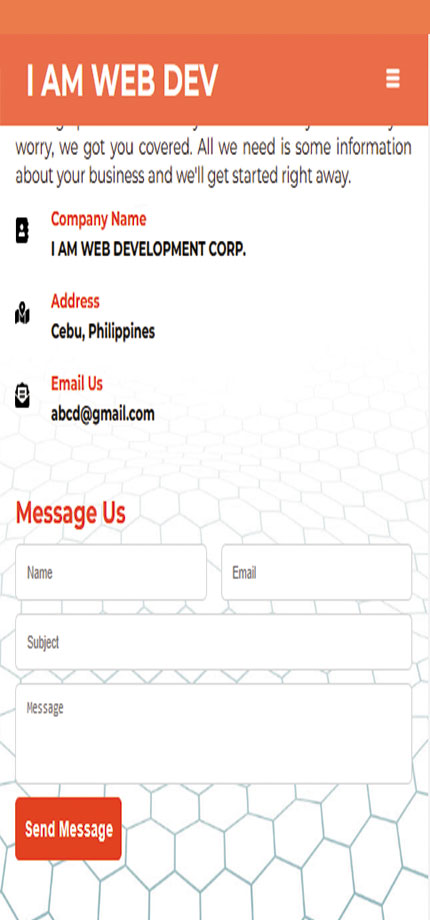 I AM WEB DEV
worry, we got you covered. All we need is some information
about your business and we'll get started right away.
Company Name
I AM WEB DEVELOPMENT CORP.
Address
Cebu, Philippines
Email Us
abcd@gmail.com
Message Us
Name
Email
Subject
Message
Send Message